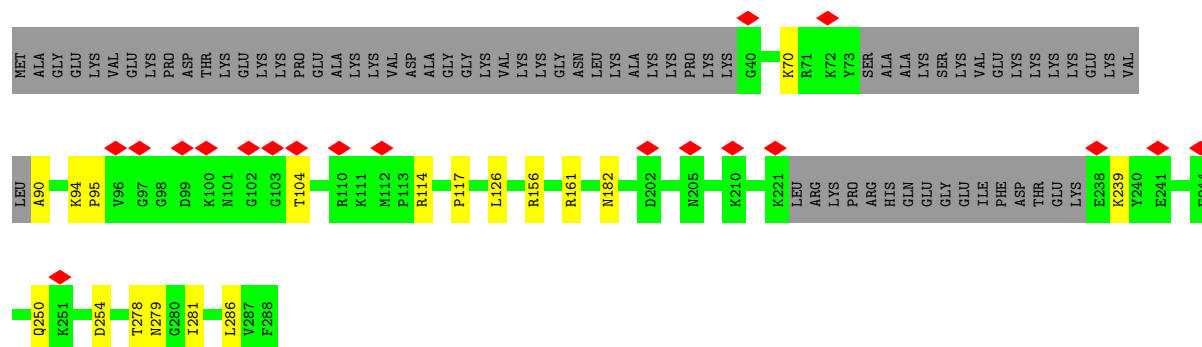 MET ALA GLY GLU LYS VAL GLU LYS PRO ASP THR LYS GLU LYS LYS PRO GLU ALA LYS LYS VAL ASP ALA GLY GLY LYS VAL LYS LYS GLY ASN LEU LYS ALA LYS LYS PRO LYS LYS G40 K70 R71 K72 Y73 SER ALA ALA LYS SER LYS VAL GLU LYS LYS LYS LYS GLU LYS VAL
LEU A90 K94 P95 V96 G97 G98 D99 K100 N101 G102 G103 T104 R110 K111 M112 P113 R114 P117 L126 R156 R161 N182 D202 N205 K210 K221 LEU ARG LYS PRO ARG HIS GLN GLU GLY GLU ILE PHE ASP THR GLU LYS E238 K239 Y240 E241
Q250 K251 D254 T278 N279 G280 I281 L286 V287 F288